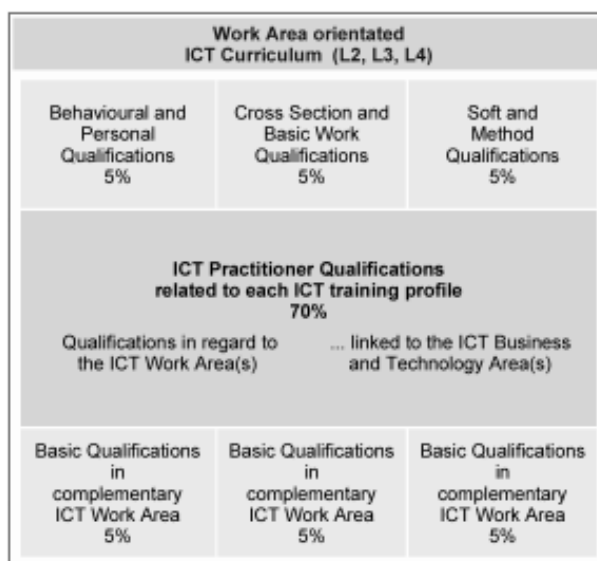 Work Area orientated
ICT Curriculum (L2, L3, L4)
Behavioural and
Personal
Qualifications
5%
Cross Section and
Basic Work
Qualifications
5%
Soft and
Method
Qualifications
5%
ICT Practitioner Qualifications
related to each ICT training profile
70%
Qualifications in regard to
the ICT Work Area(s)
... linked to the ICT Business
and Technology Area(s)
Basic Qualifications
in
complementary
ICT Work Area
5%
Basic Qualifications
in
complementary
ICT Work Area
5%
Basic Qualifications
in
complementary
ICT Work Area
5%